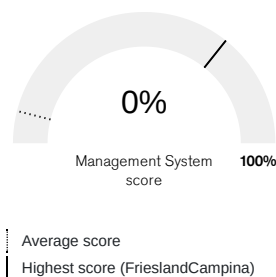 0%
Management System
score
100%
Average score
Highest score (FrieslandCampina)